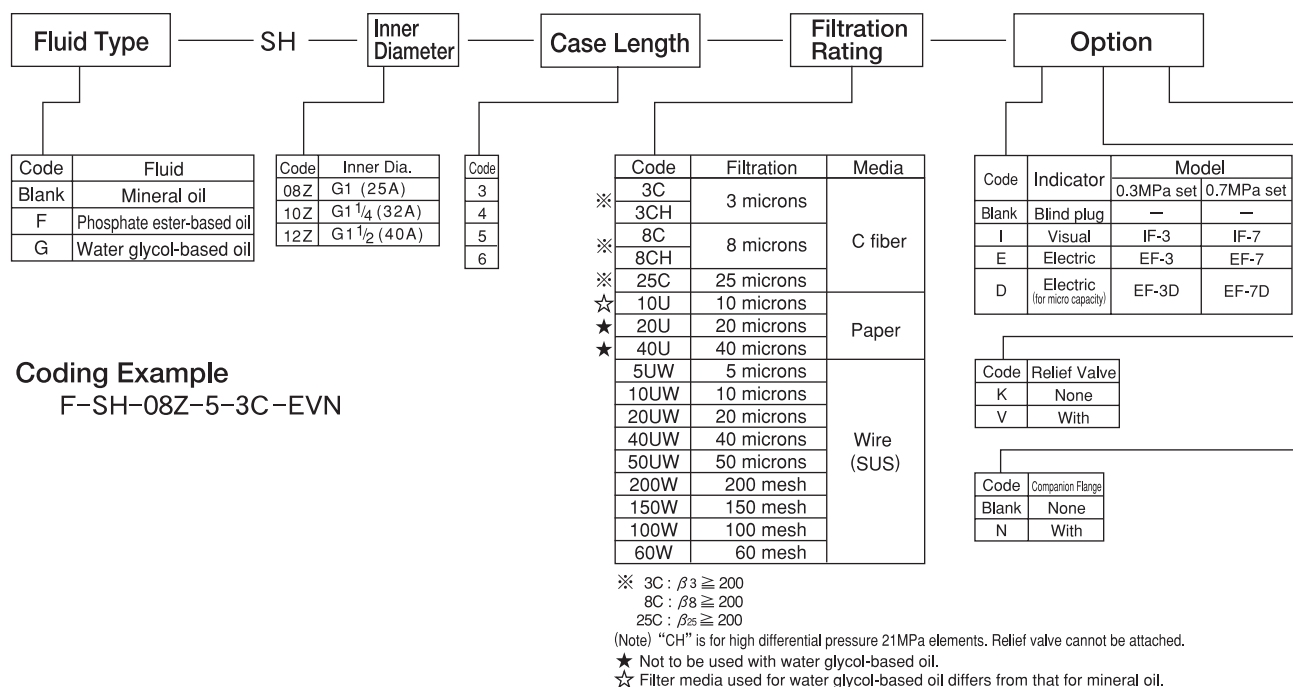 Fluid Type — SH — Inner Diameter — Case Length — Filtration Rating — Option
Code Fluid
Blank Mineral oil
F Phosphate ester-based oil
G Water glycol-based oil
Code Inner Dia.
08Z G1 (25A)
10Z G1 1/4 (32A)
12Z G1 1/2 (40A)
Code
3
4
5
6
Code Filtration Media
※ 3C 3 microns C fiber
3CH
※ 8C 8 microns
8CH
※ 25C 25 microns
☆ 10U 10 microns Paper
★ 20U 20 microns
★ 40U 40 microns
5UW 5 microns Wire (SUS)
10UW 10 microns
20UW 20 microns
40UW 40 microns
50UW 50 microns
200W 200 mesh
150W 150 mesh
100W 100 mesh
60W 60 mesh
※ 3C : β3 ≧ 200
8C : β8 ≧ 200
25C : β25 ≧ 200
(Note) “CH” is for high differential pressure 21MPa elements. Relief valve cannot be attached.
★ Not to be used with water glycol-based oil.
☆ Filter media used for water glycol-based oil differs from that for mineral oil.
Code Indicator Model
0.3MPa set 0.7MPa set
Blank Blind plug — —
I Visual IF-3 IF-7
E Electric EF-3 EF-7
D Electric EF-3D EF-7D
(for micro capacity)
Code Relief Valve
K None
V With
Code Companion Flange
Blank None
N With
Coding Example
F-SH-08Z-5-3C-EVN